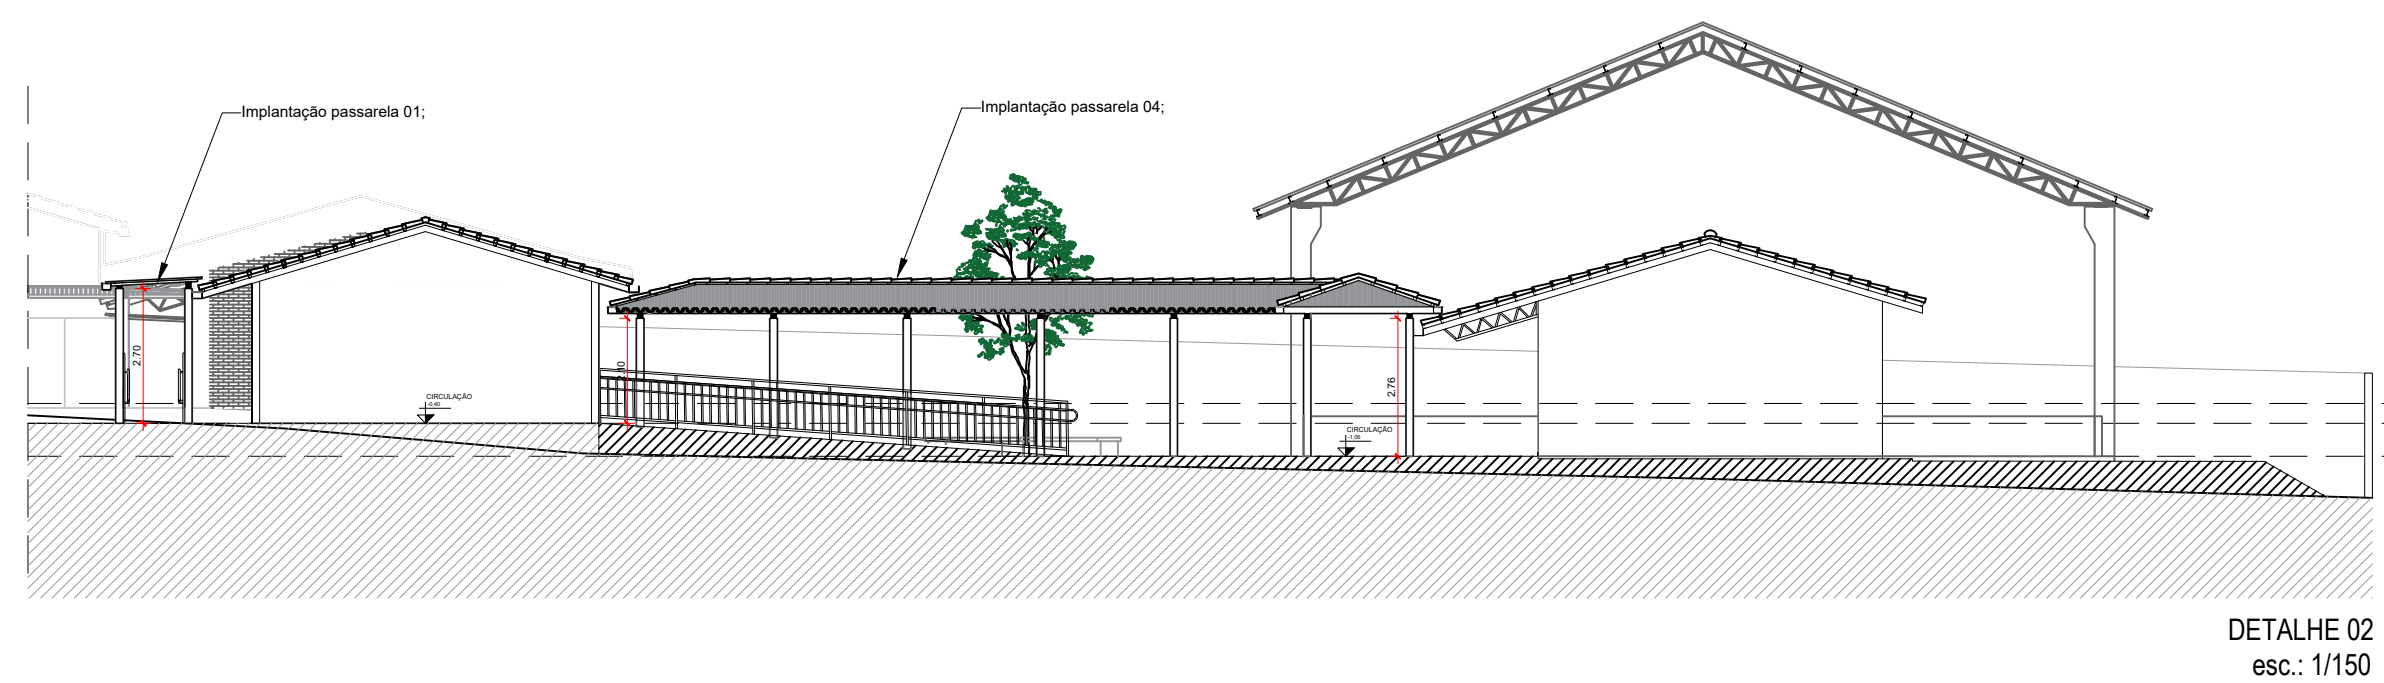 Implantação passarela 01;
Implantação passarela 04;
2.70
2.76
CIRCULAÇÃO
-0,40
CIRCULAÇÃO
-1,06
DETALHE 02
esc.: 1/150